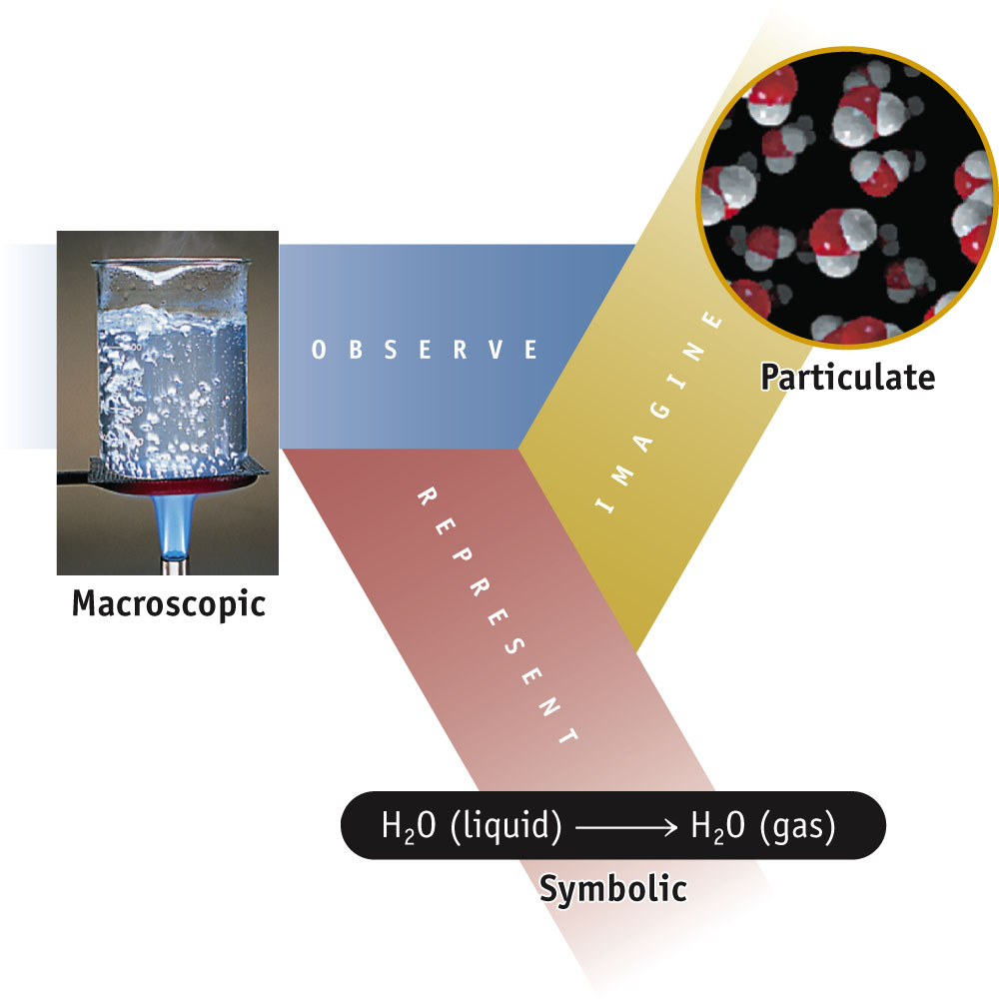 OBSERVE
IMAGINE
Particulate
REPRESENT
Macroscopic
H₂O (liquid) ⟶ H₂O (gas)
Symbolic